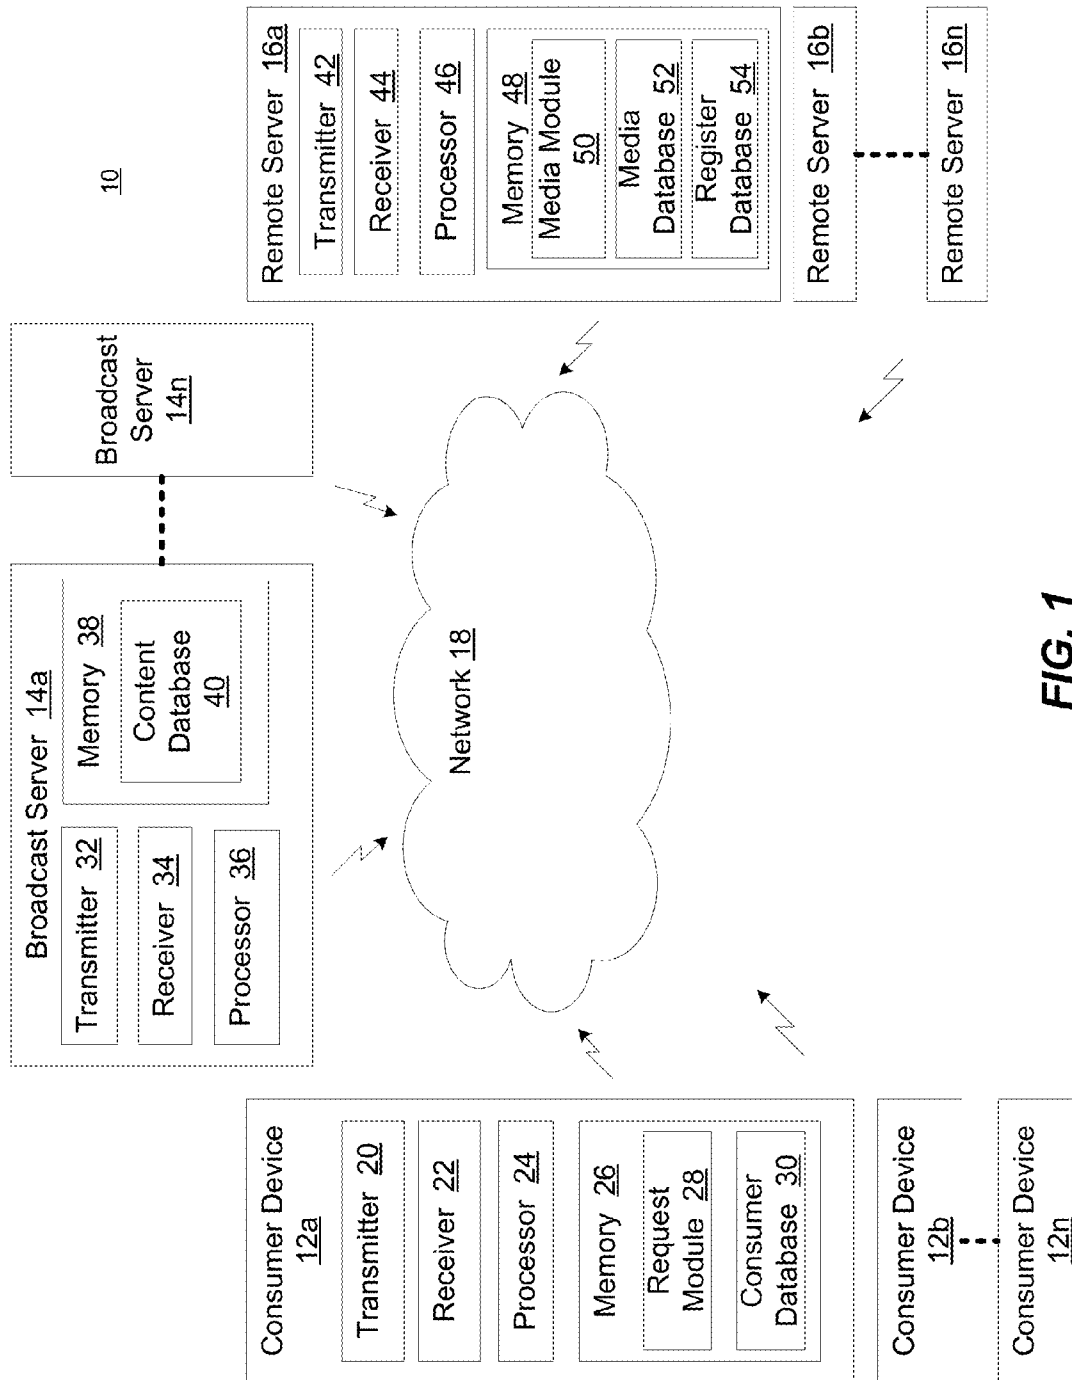 10
Broadcast Server 14a
Transmitter 32
Receiver 34
Processor 36
Memory 38
Content
Database
40
Broadcast
Server
14n
Consumer Device
12a
Transmitter 20
Receiver 22
Processor 24
Memory 26
Request
Module 28
Consumer
Database 30
Consumer Device
12b
Consumer Device
12n
Network 18
Remote Server 16a
Transmitter 42
Receiver 44
Processor 46
Memory 48
Media Module
50
Media
Database 52
Register
Database 54
Remote Server 16b
Remote Server 16n
FIG. 1